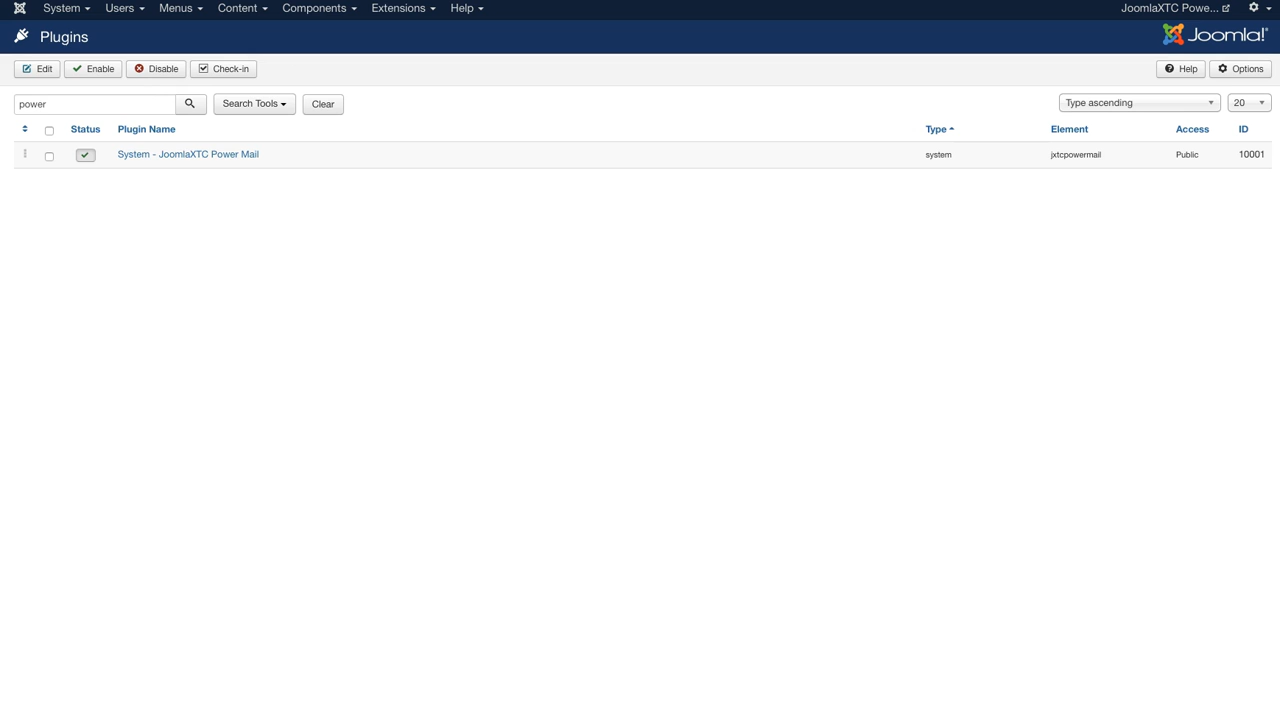 System Users Menus Content Components Extensions Help JoomlaXTC Powe...
Plugins Joomla!®
Edit Enable Disable Check-in Help Options
power Search Tools Clear Type ascending 20
Status Plugin Name Type Element Access ID
System - JoomlaXTC Power Mail system jxtcpowermail Public 10001